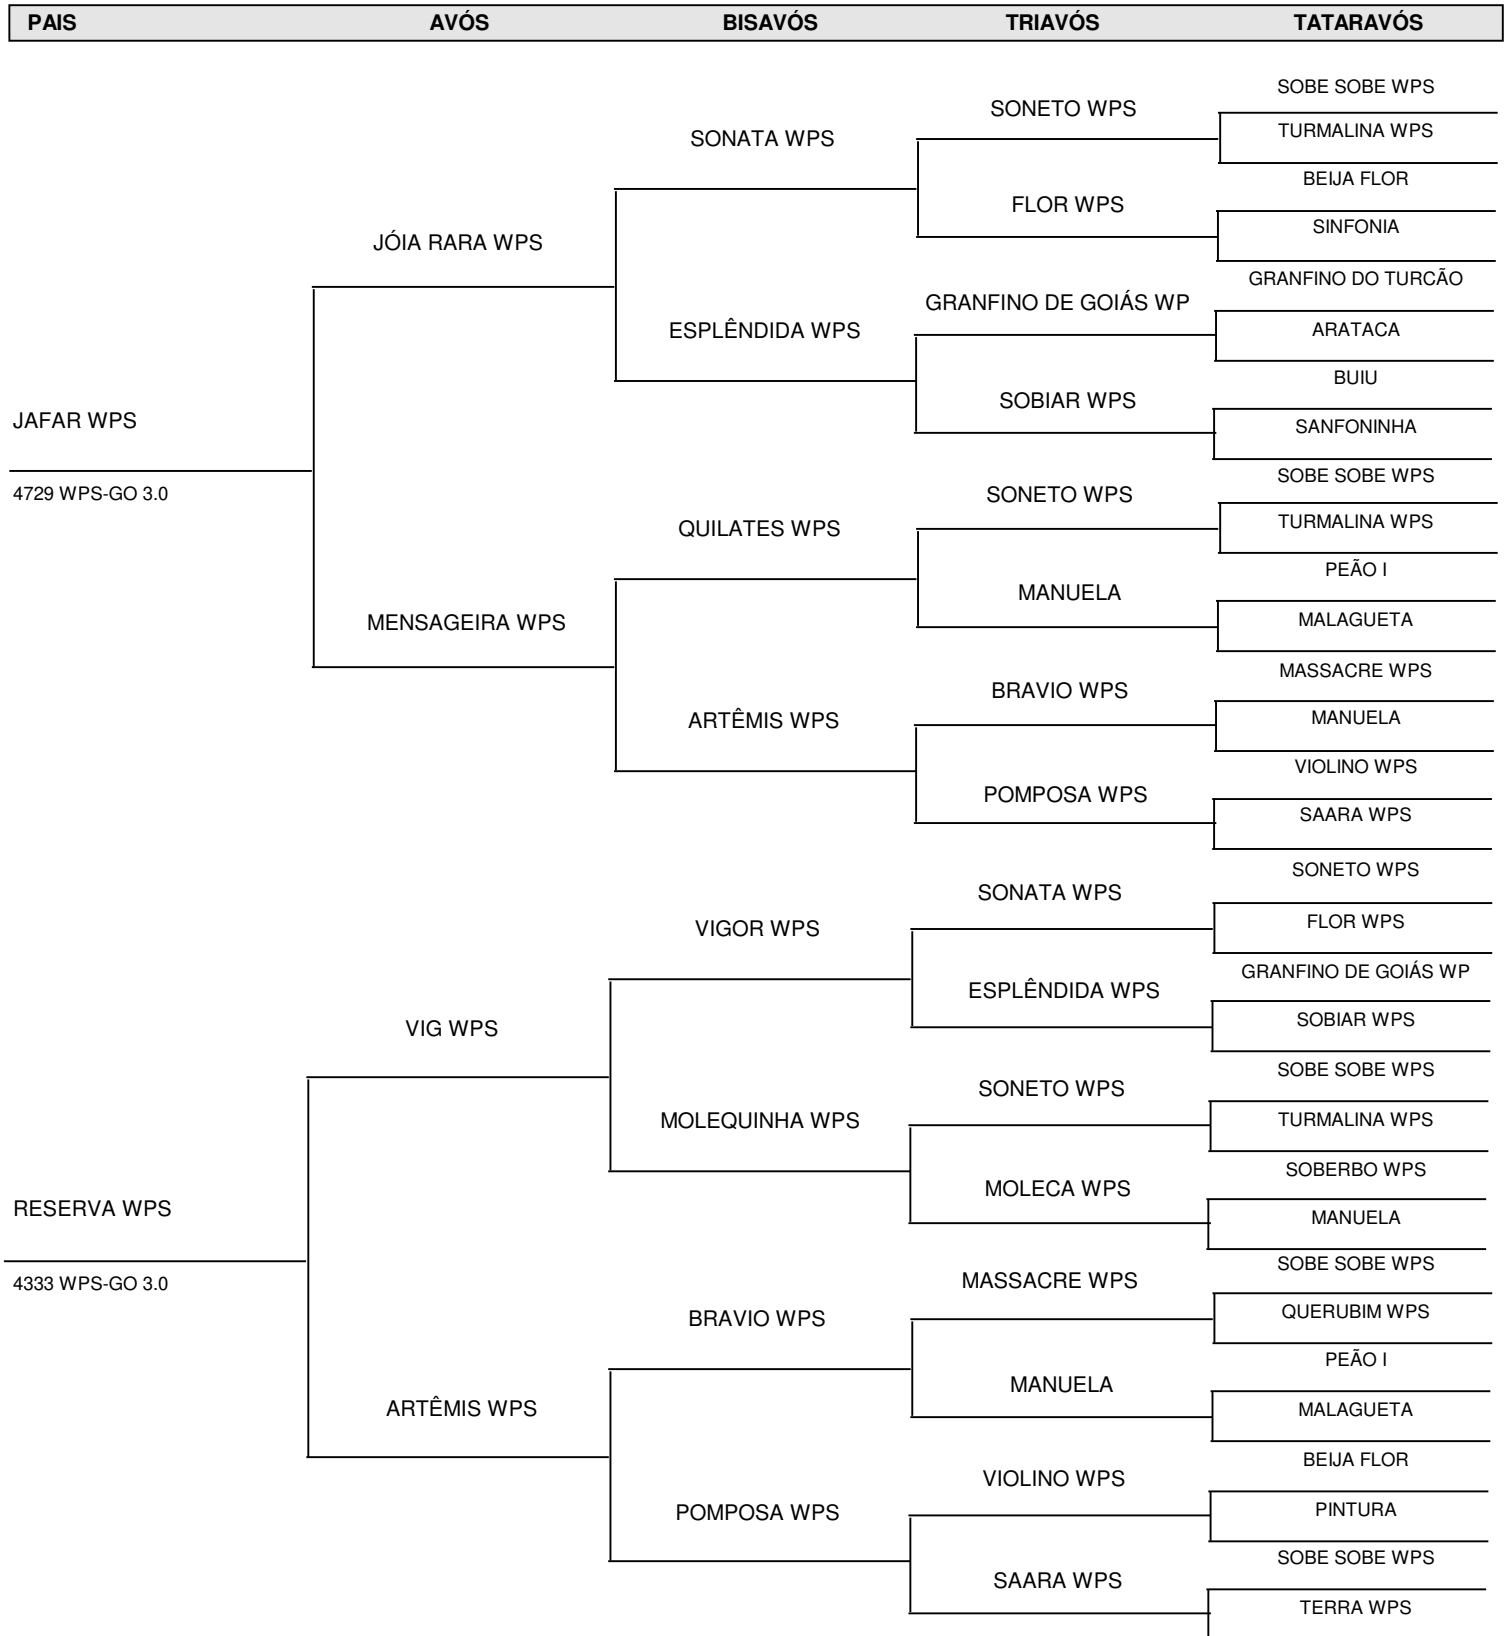 PAIS AVÓS BISAVÓS TRIAVÓS TATARAVÓS
SOBE SOBE WPS
SONETO WPS
TURMALINA WPS
SONATA WPS
BEIJA FLOR
FLOR WPS
SINFONIA
JÓIA RARA WPS
GRANFINO DO TURCÃO
GRANFINO DE GOIÁS WP
ARATACA
ESPLÊNDIDA WPS
BUIU
SOBIAR WPS
SANFONINHA
JAFAR WPS
4729 WPS-GO 3.0
SOBE SOBE WPS
SONETO WPS
TURMALINA WPS
QUILATES WPS
PEÃO I
MANUELA
MALAGUETA
MENSAGEIRA WPS
MASSACRE WPS
BRAVIO WPS
MANUELA
ARTÊMIS WPS
VIOLINO WPS
POMPOSA WPS
SAARA WPS
SONETO WPS
SONATA WPS
FLOR WPS
VIGOR WPS
GRANFINO DE GOIÁS WP
ESPLÊNDIDA WPS
SOBIAR WPS
VIG WPS
SOBE SOBE WPS
SONETO WPS
TURMALINA WPS
MOLEQUINHA WPS
SOBERBO WPS
MOLECA WPS
MANUELA
RESERVA WPS
4333 WPS-GO 3.0
SOBE SOBE WPS
MASSACRE WPS
QUERUBIM WPS
BRAVIO WPS
PEÃO I
MANUELA
MALAGUETA
ARTÊMIS WPS
BEIJA FLOR
VIOLINO WPS
PINTURA
POMPOSA WPS
SOBE SOBE WPS
SAARA WPS
TERRA WPS